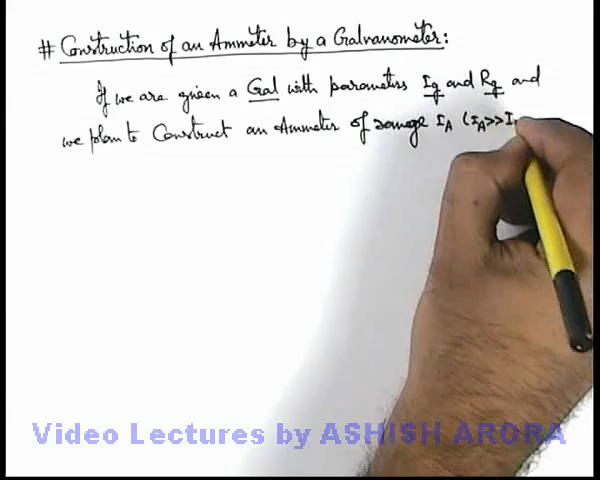 # Construction of an Ammeter by a Galvanometer:
If we are given a Gal with parameters Ig and Rg and
we plan to Construct an Ammeter of range IA (IA>>I
Video Lectures by ASHISH ARORA